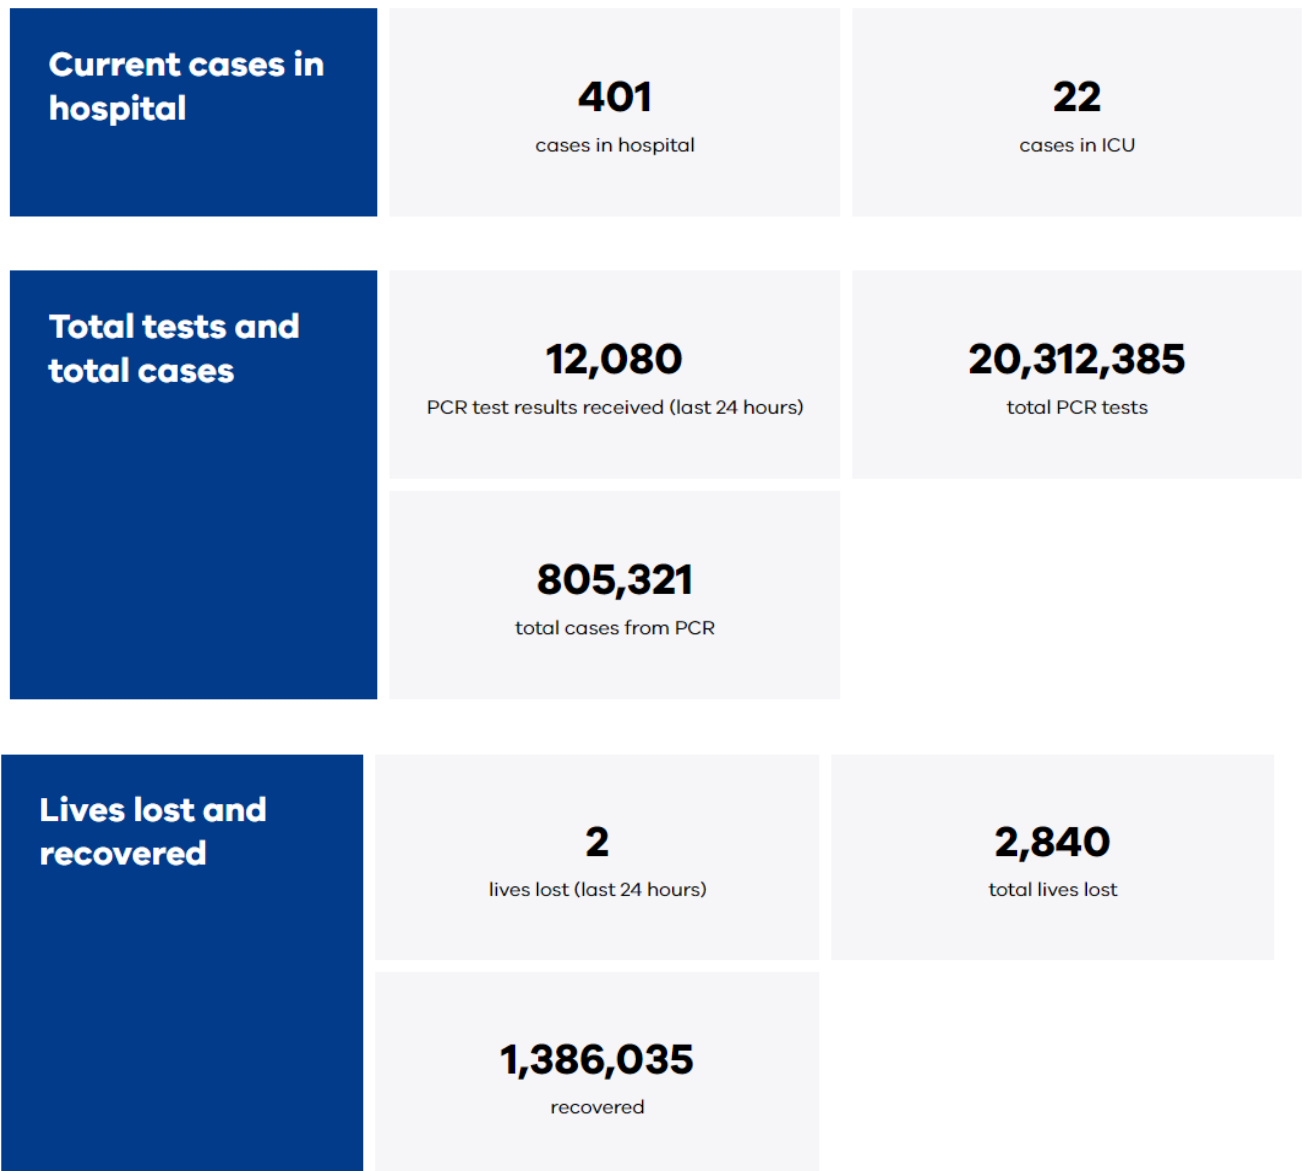 Current cases in
hospital
401
cases in hospital
22
cases in ICU
Total tests and
total cases
12,080
PCR test results received (last 24 hours)
20,312,385
total PCR tests
805,321
total cases from PCR
Lives lost and
recovered
2
lives lost (last 24 hours)
2,840
total lives lost
1,386,035
recovered